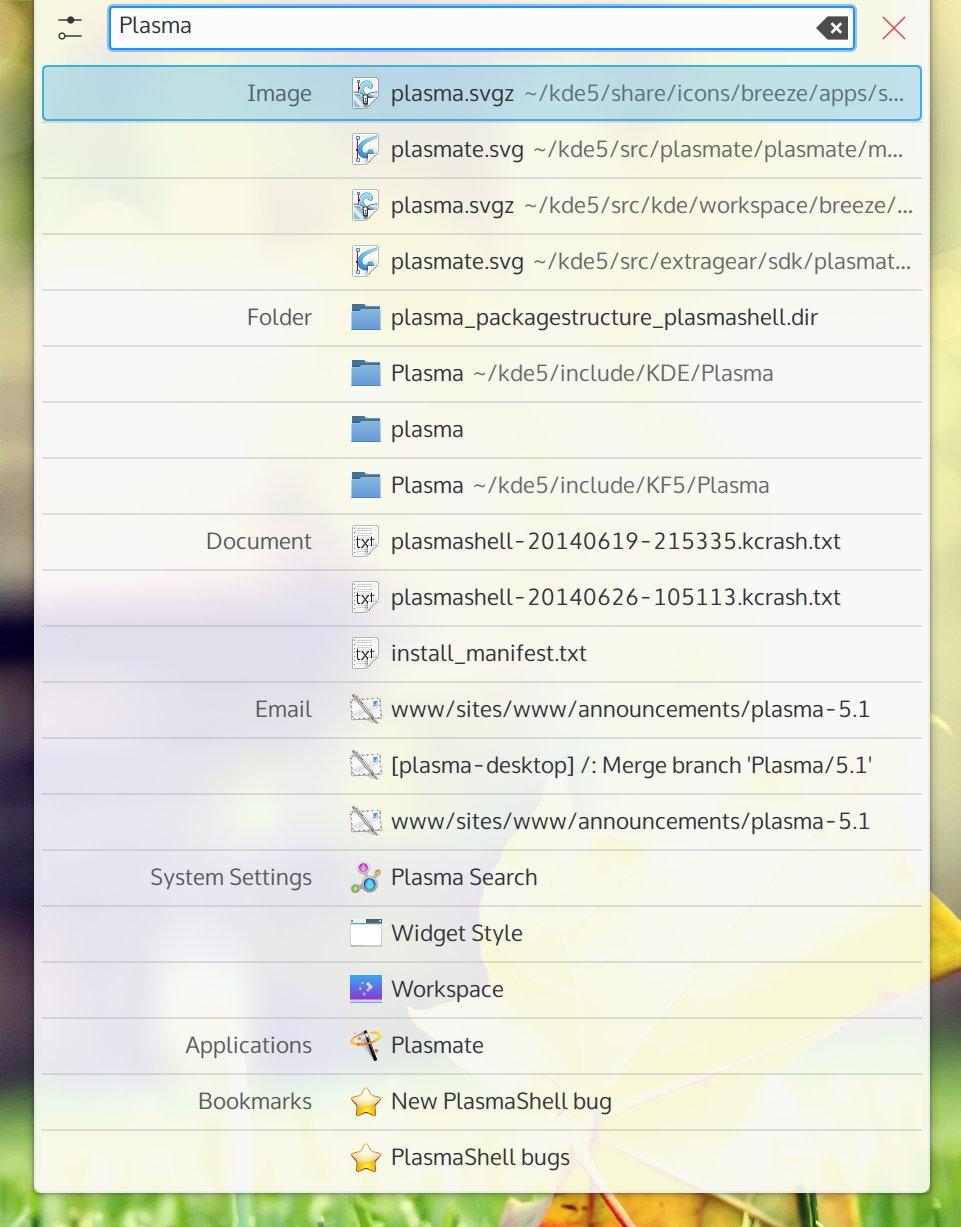 Plasma
Image plasma.svgz ~/kde5/share/icons/breeze/apps/s...
plasmate.svg ~/kde5/src/plasmate/plasmate/m...
plasma.svgz ~/kde5/src/kde/workspace/breeze/...
plasmate.svg ~/kde5/src/extragear/sdk/plasmat...
Folder plasma_packagestructure_plasmashell.dir
Plasma ~/kde5/include/KDE/Plasma
plasma
Plasma ~/kde5/include/KF5/Plasma
Document txt plasmashell-20140619-215335.kcrash.txt
txt plasmashell-20140626-105113.kcrash.txt
txt install_manifest.txt
Email www/sites/www/announcements/plasma-5.1
[plasma-desktop] /: Merge branch 'Plasma/5.1'
www/sites/www/announcements/plasma-5.1
System Settings Plasma Search
Widget Style
Workspace
Applications Plasmate
Bookmarks New PlasmaShell bug
PlasmaShell bugs